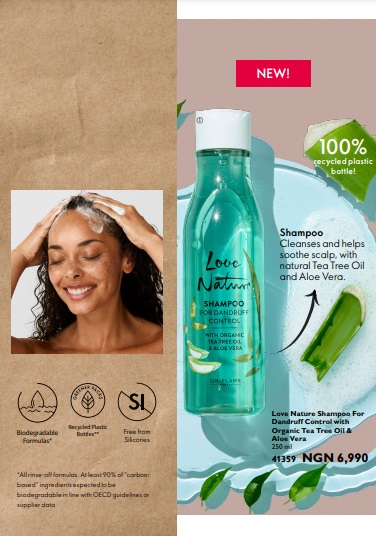 NEW!
100%
recycled plastic
bottle!
Shampoo
Cleanses and helps
soothe scalp, with
natural Tea Tree Oil
and Aloe Vera.
Love
Nature
SHAMPOO
FOR DANDRUFF
CONTROL
WITH ORGANIC
TEA TREE OIL
& ALOE VERA
ORIFLAME
GREENER PACKS
SI
Biodegradable
Formulas*
Recycled Plastic
Bottles**
Free from
Silicones
*All rinse-off formulas. At least 90% of "carbon-
based" ingredients expected to be
biodegradable in line with OECD guidelines or
supplier data
Love Nature Shampoo For
Dandruff Control with
Organic Tea Tree Oil &
Aloe Vera
250 ml
41359 NGN 6,990